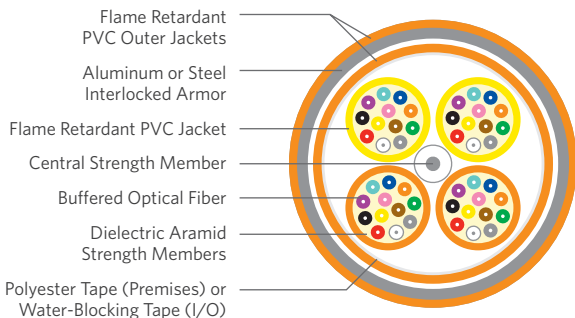 Flame Retardant
PVC Outer Jackets
Aluminum or Steel
Interlocked Armor
Flame Retardant PVC Jacket
Central Strength Member
Buffered Optical Fiber
Dielectric Aramid
Strength Members
Polyester Tape (Premises) or
Water-Blocking Tape (I/O)